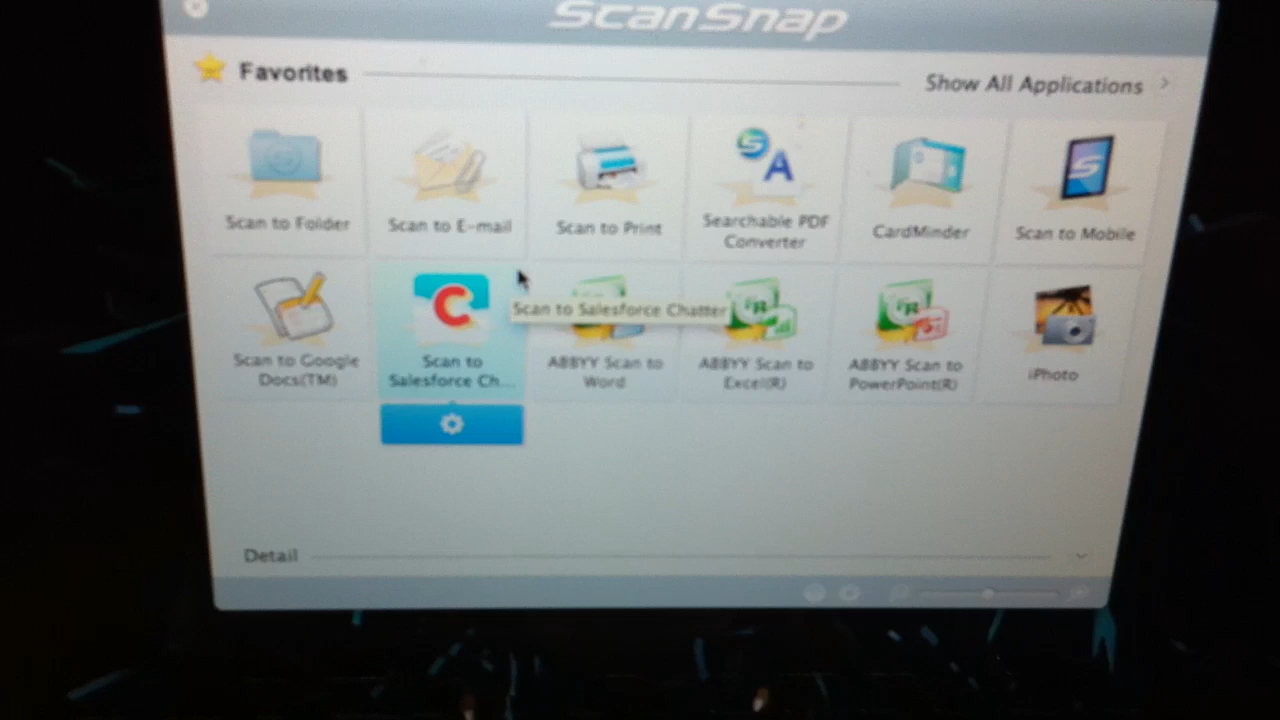 ScanSnap
Favorites
Show All Applications
Scan to Folder
Scan to E-mail
Scan to Print
Searchable PDF
Converter
CardMinder
Scan to Mobile
Scan to Google
Docs(TM)
Scan to
Salesforce Ch...
Scan to Salesforce Chatter
ABBYY Scan to
Word
ABBYY Scan to
Excel(R)
ABBYY Scan to
PowerPoint(R)
iPhoto
Detail